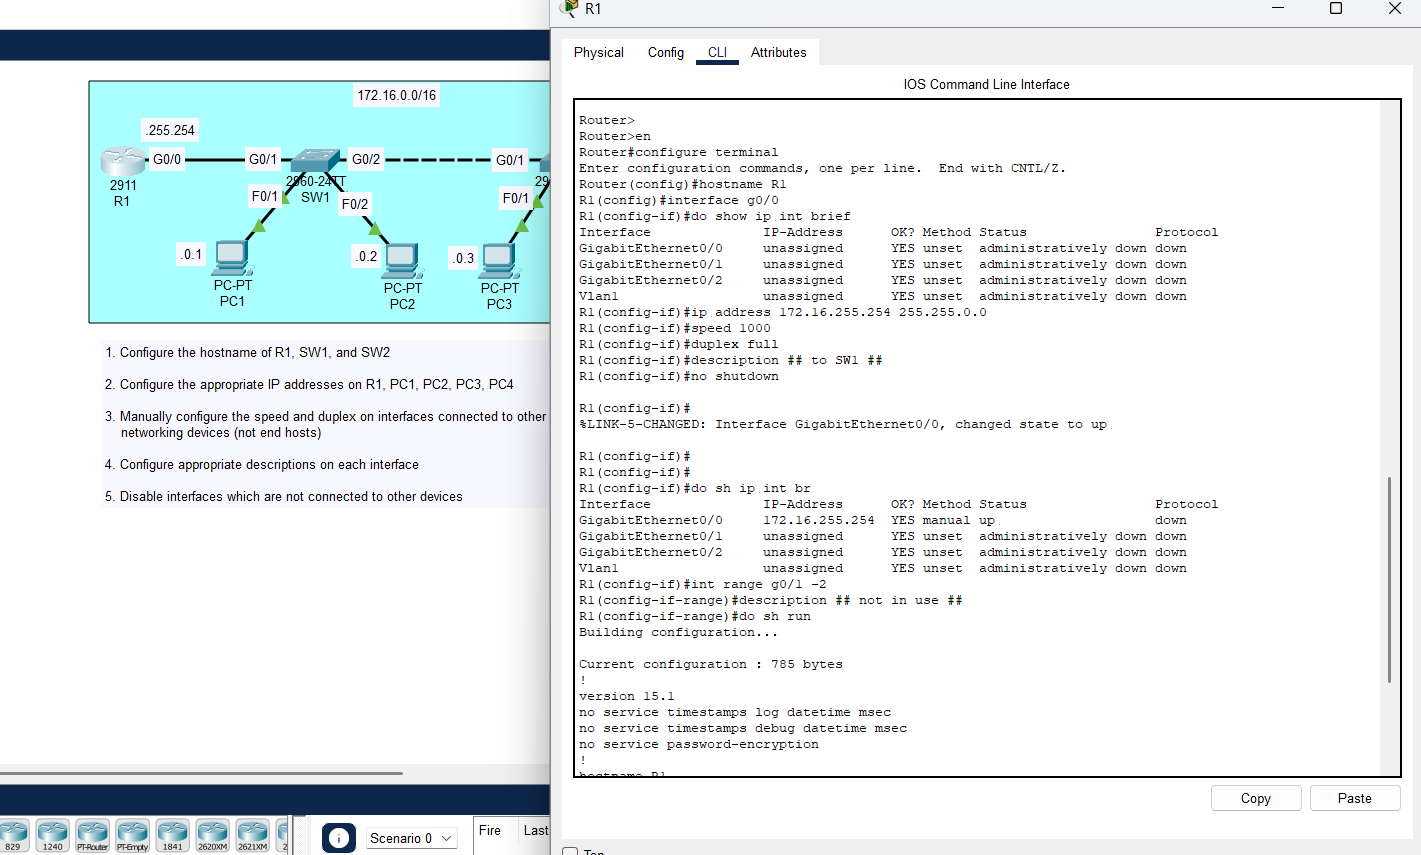 R1
Physical
Config
CLI
Attributes
IOS Command Line Interface
172.16.0.0/16
.255.254
G0/0
G0/1
G0/2
G0/1
2911
R1
2960-24TT
SW1
29
F0/1
F0/2
F0/1
.0.1
.0.2
.0.3
PC-PT
PC1
PC-PT
PC2
PC-PT
PC3
1. Configure the hostname of R1, SW1, and SW2
2. Configure the appropriate IP addresses on R1, PC1, PC2, PC3, PC4
3. Manually configure the speed and duplex on interfaces connected to other
networking devices (not end hosts)
4. Configure appropriate descriptions on each interface
5. Disable interfaces which are not connected to other devices
Router>
Router>en
Router#configure terminal
Enter configuration commands, one per line.  End with CNTL/Z.
Router(config)#hostname R1
R1(config)#interface g0/0
R1(config-if)#do show ip int brief
Interface              IP-Address      OK? Method Status                Protocol
GigabitEthernet0/0     unassigned      YES unset  administratively down down
GigabitEthernet0/1     unassigned      YES unset  administratively down down
GigabitEthernet0/2     unassigned      YES unset  administratively down down
Vlan1                  unassigned      YES unset  administratively down down
R1(config-if)#ip address 172.16.255.254 255.255.0.0
R1(config-if)#speed 1000
R1(config-if)#duplex full
R1(config-if)#description ## to SW1 ##
R1(config-if)#no shutdown
R1(config-if)#
%LINK-5-CHANGED: Interface GigabitEthernet0/0, changed state to up
R1(config-if)#
R1(config-if)#
R1(config-if)#do sh ip int br
Interface              IP-Address      OK? Method Status                Protocol
GigabitEthernet0/0     172.16.255.254  YES manual up                    down
GigabitEthernet0/1     unassigned      YES unset  administratively down down
GigabitEthernet0/2     unassigned      YES unset  administratively down down
Vlan1                  unassigned      YES unset  administratively down down
R1(config-if)#int range g0/1 -2
R1(config-if-range)#description ## not in use ##
R1(config-if-range)#do sh run
Building configuration...
Current configuration : 785 bytes
!
version 15.1
no service timestamps log datetime msec
no service timestamps debug datetime msec
no service password-encryption
!
hostname R1
Copy
Paste
Top
829
1240
PT-Router
PT-Empty
1841
2620XM
2621XM
2
Scenario 0
Fire
Last